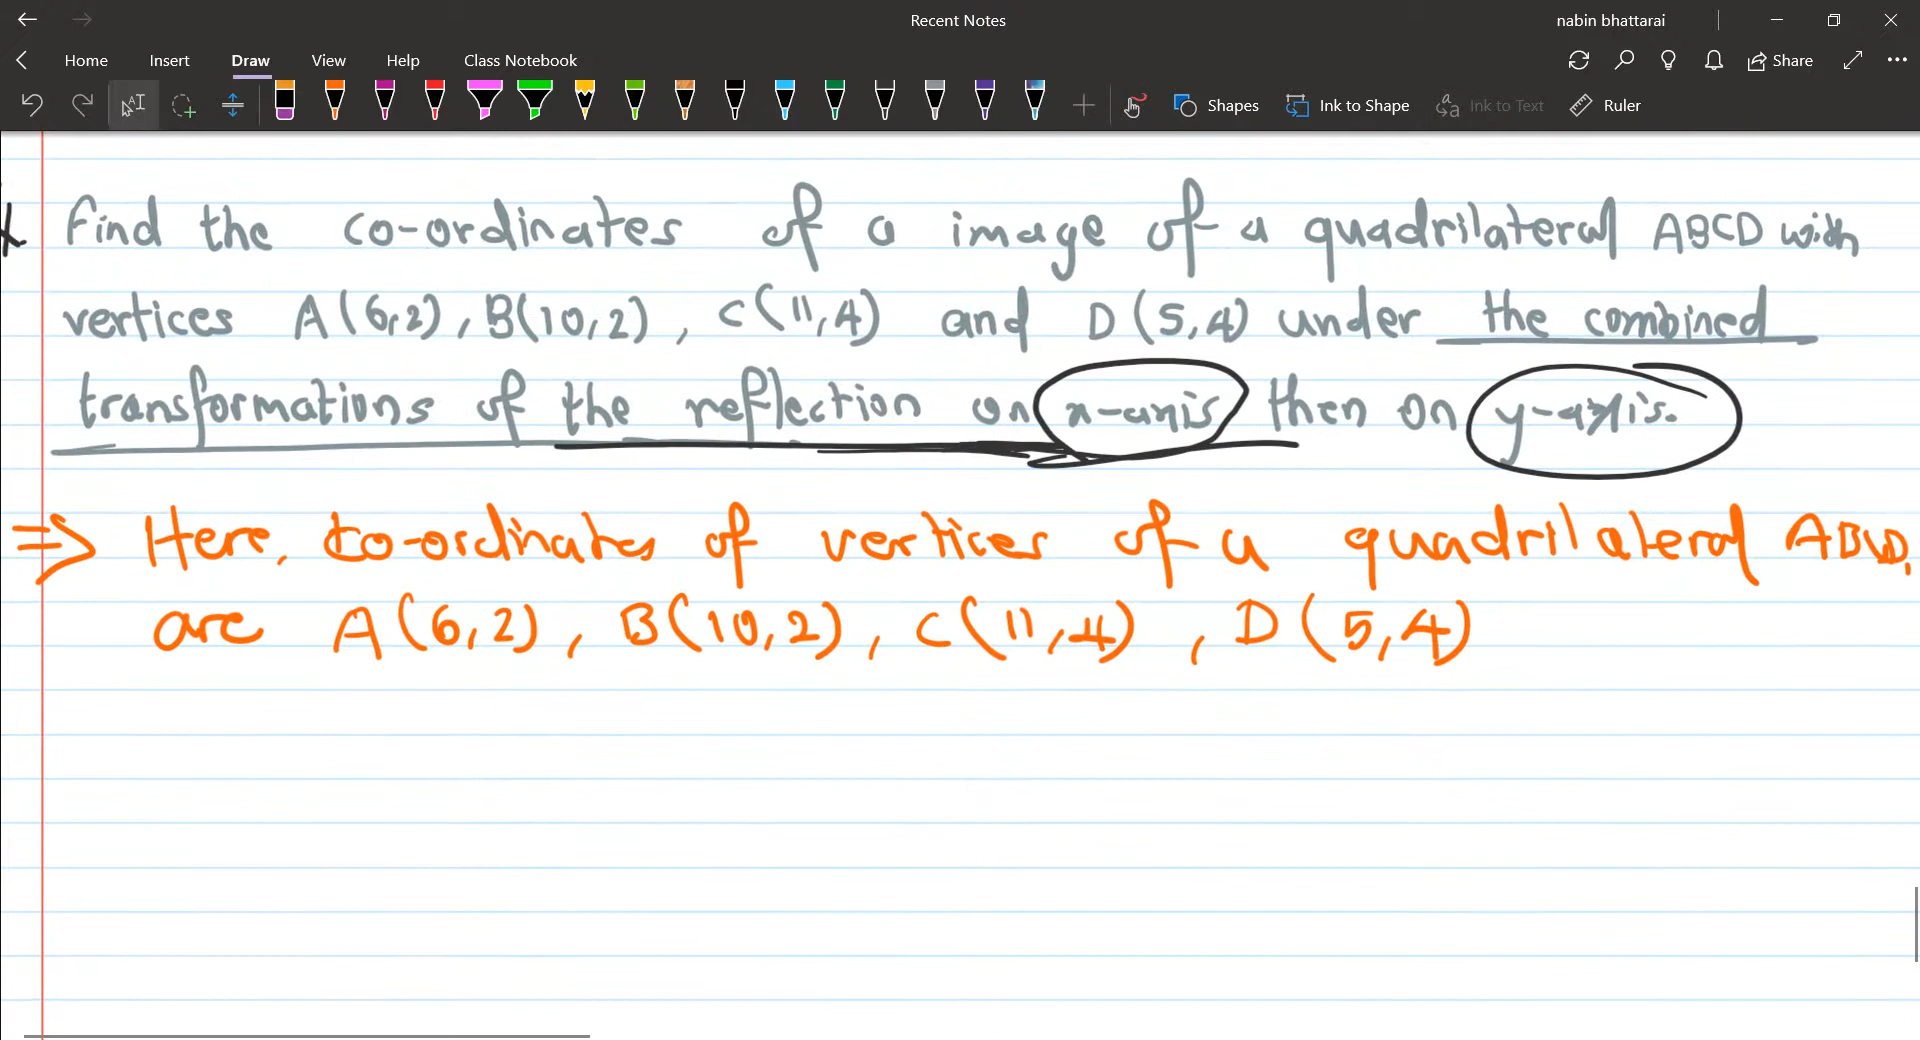 Recent Notes
nabin bhattarai
Home Insert Draw View Help Class Notebook
Share
Shapes Ink to Shape Ink to Text Ruler
Find the co-ordinates of a image of a quadrilateral ABCD with
vertices A(6,2), B(10,2), C(11,4) and D(5,4) under the combined
transformations of the reflection on x-axis then on y-axis.
⇒ Here, co-ordinates of vertices of a quadrilateral ABCD,
are A(6,2), B(10,2), C(11,4), D(5,4)